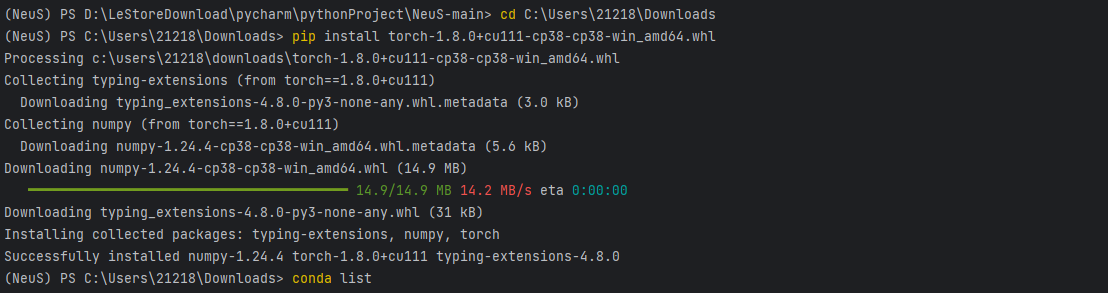 (NeuS) PS D:\LeStoreDownload\pycharm\pythonProject\NeuS-main> cd C:\Users\21218\Downloads
(NeuS) PS C:\Users\21218\Downloads> pip install torch-1.8.0+cu111-cp38-cp38-win_amd64.whl
Processing c:\users\21218\downloads\torch-1.8.0+cu111-cp38-cp38-win_amd64.whl
Collecting typing-extensions (from torch==1.8.0+cu111)
  Downloading typing_extensions-4.8.0-py3-none-any.whl.metadata (3.0 kB)
Collecting numpy (from torch==1.8.0+cu111)
  Downloading numpy-1.24.4-cp38-cp38-win_amd64.whl.metadata (5.6 kB)
Downloading numpy-1.24.4-cp38-cp38-win_amd64.whl (14.9 MB)
14.9/14.9 MB 14.2 MB/s eta 0:00:00
Downloading typing_extensions-4.8.0-py3-none-any.whl (31 kB)
Installing collected packages: typing-extensions, numpy, torch
Successfully installed numpy-1.24.4 torch-1.8.0+cu111 typing-extensions-4.8.0
(NeuS) PS C:\Users\21218\Downloads> conda list